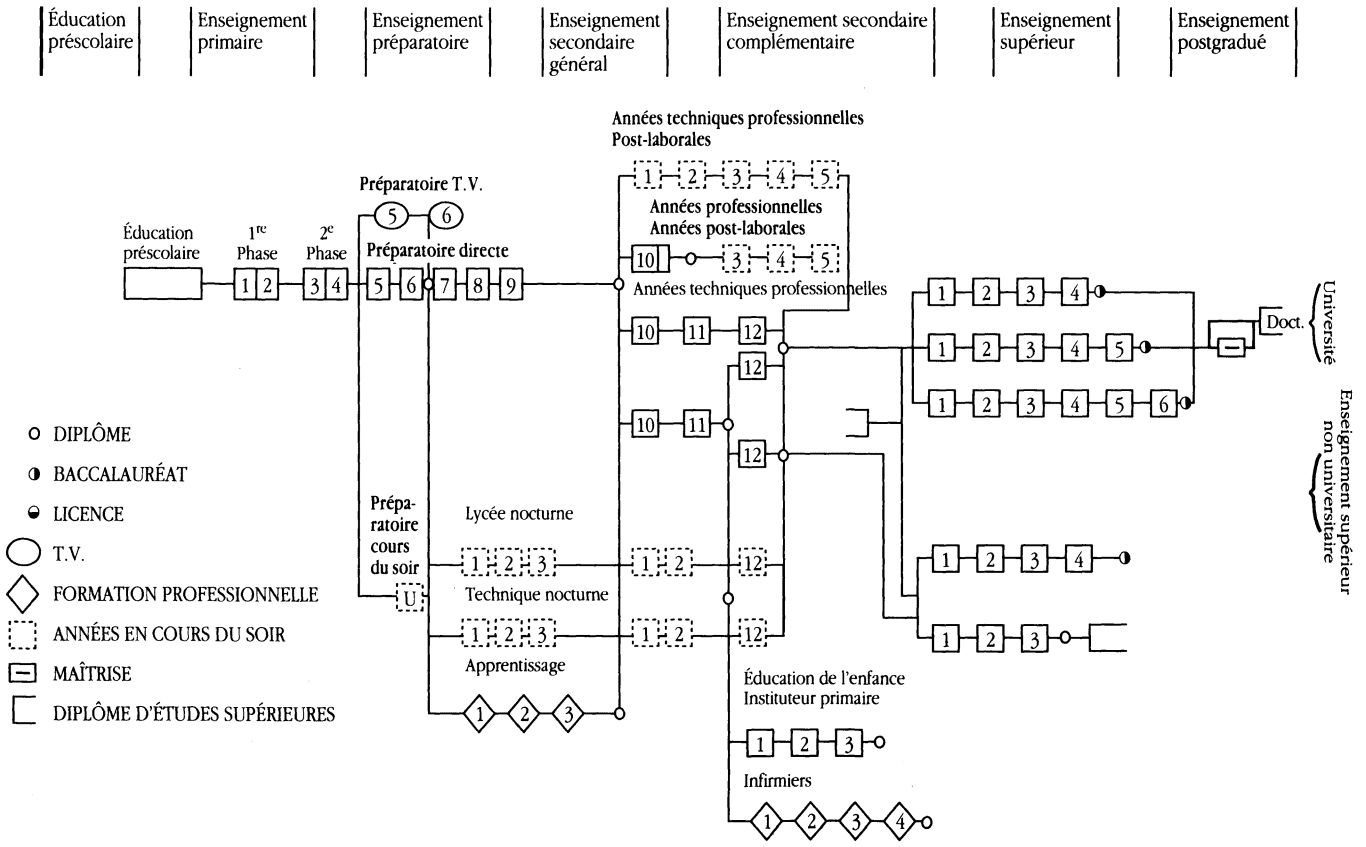 Éducation
préscolaire
Enseignement
primaire
Enseignement
préparatoire
Enseignement
secondaire
général
Enseignement secondaire
complémentaire
Enseignement
supérieur
Enseignement
postgradué
Années techniques professionnelles
Post-laborales
1 2 3 4 5
Préparatoire T.V.
5 6
Années professionnelles
Années post-laborales
10 3 4 5
Éducation
préscolaire
1re
Phase
2e
Phase
Préparatoire directe
1 2 3 4 5 6 7 8 9
Années techniques professionnelles
10 11 12
12
10 11
12
1 2 3 4
1 2 3 4 5
1 2 3 4 5 6
Doct.
Université
Enseignement supérieur
non universitaire
DIPLÔME
BACCALAURÉAT
LICENCE
T.V.
FORMATION PROFESSIONNELLE
ANNÉES EN COURS DU SOIR
MAÎTRISE
DIPLÔME D'ÉTUDES SUPÉRIEURES
Prépa-
ratoire
cours
du soir
U
Lycée nocturne
1 2 3 1 2 12
Technique nocturne
1 2 3 1 2 12
Apprentissage
1 2 3
1 2 3 4
1 2 3
Éducation de l'enfance
Instituteur primaire
1 2 3
Infirmiers
1 2 3 4